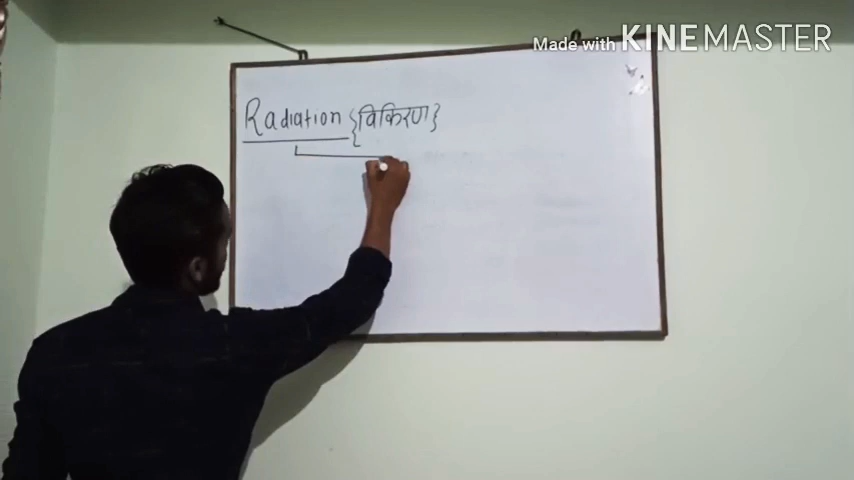 Made with KINEMASTER
Radiation {विकिरण}